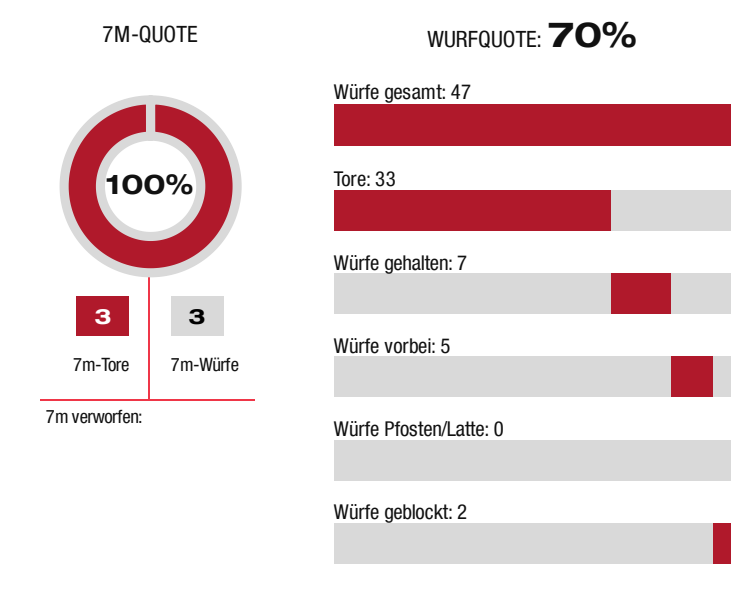 7M-QUOTE
100%
3 3
7m-Tore 7m-Würfe
7m verworfen:
WURFQUOTE: 70%
Würfe gesamt: 47
Tore: 33
Würfe gehalten: 7
Würfe vorbei: 5
Würfe Pfosten/Latte: 0
Würfe geblockt: 2